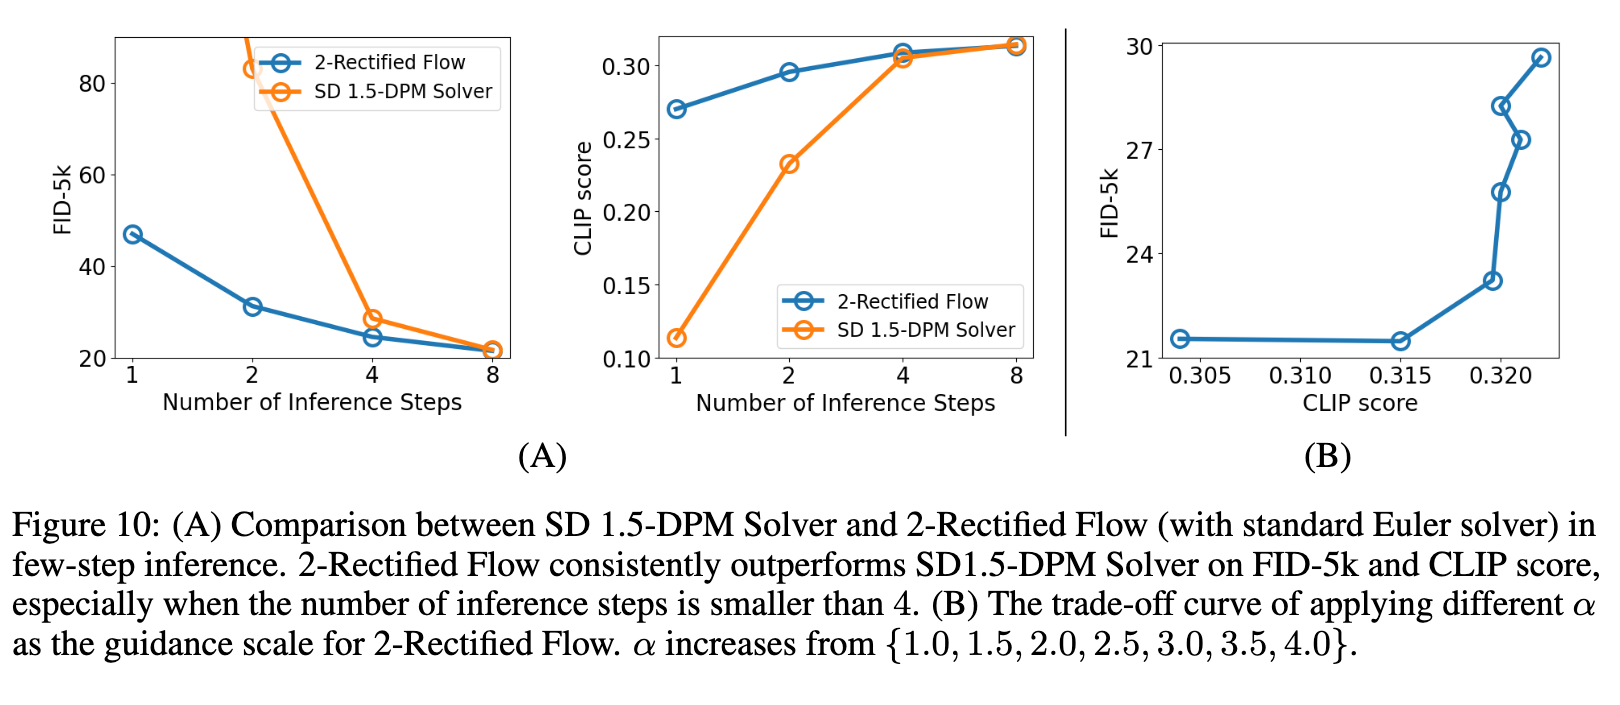 2-Rectified Flow
SD 1.5-DPM Solver
80
60
40
20
FID-5k
1 2 4 8
Number of Inference Steps
0.30
0.25
0.20
0.15
0.10
CLIP score
2-Rectified Flow
SD 1.5-DPM Solver
1 2 4 8
Number of Inference Steps
(A)
30
27
24
21
FID-5k
0.305 0.310 0.315 0.320
CLIP score
(B)
Figure 10: (A) Comparison between SD 1.5-DPM Solver and 2-Rectified Flow (with standard Euler solver) in
few-step inference. 2-Rectified Flow consistently outperforms SD1.5-DPM Solver on FID-5k and CLIP score,
especially when the number of inference steps is smaller than 4. (B) The trade-off curve of applying different α
as the guidance scale for 2-Rectified Flow. α increases from {1.0, 1.5, 2.0, 2.5, 3.0, 3.5, 4.0}.